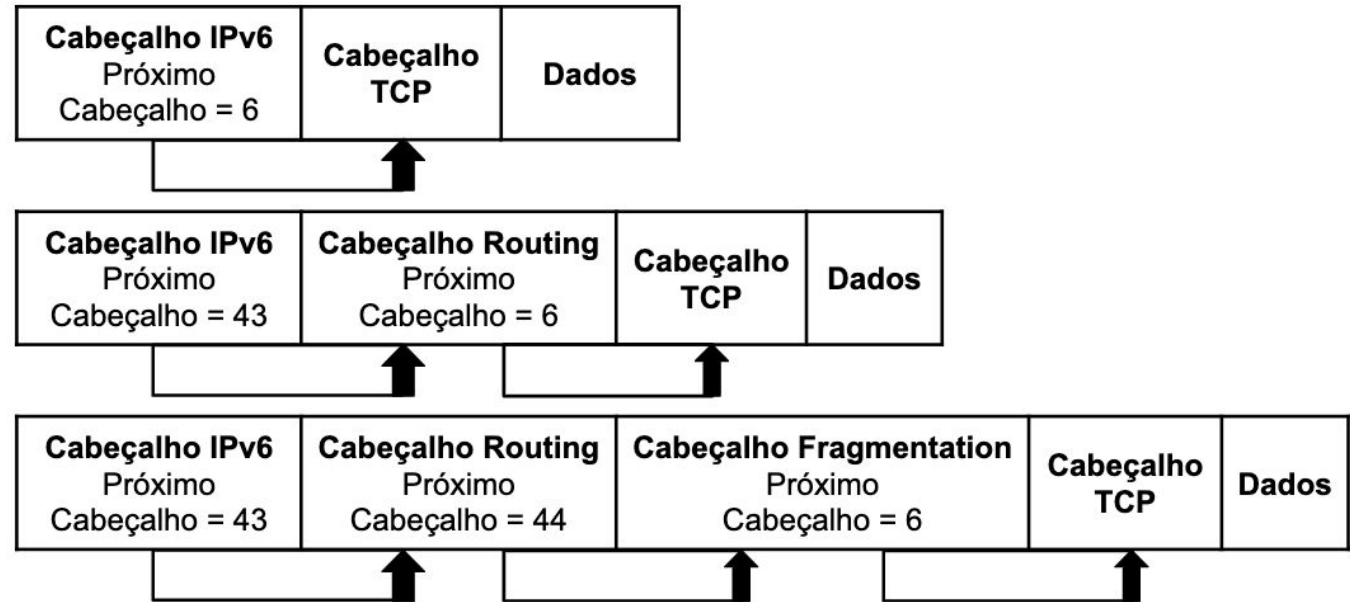 Cabeçalho IPv6
Próximo
Cabeçalho = 6
Cabeçalho
TCP
Dados
Cabeçalho IPv6
Próximo
Cabeçalho = 43
Cabeçalho Routing
Próximo
Cabeçalho = 6
Cabeçalho
TCP
Dados
Cabeçalho IPv6
Próximo
Cabeçalho = 43
Cabeçalho Routing
Próximo
Cabeçalho = 44
Cabeçalho Fragmentation
Próximo
Cabeçalho = 6
Cabeçalho
TCP
Dados